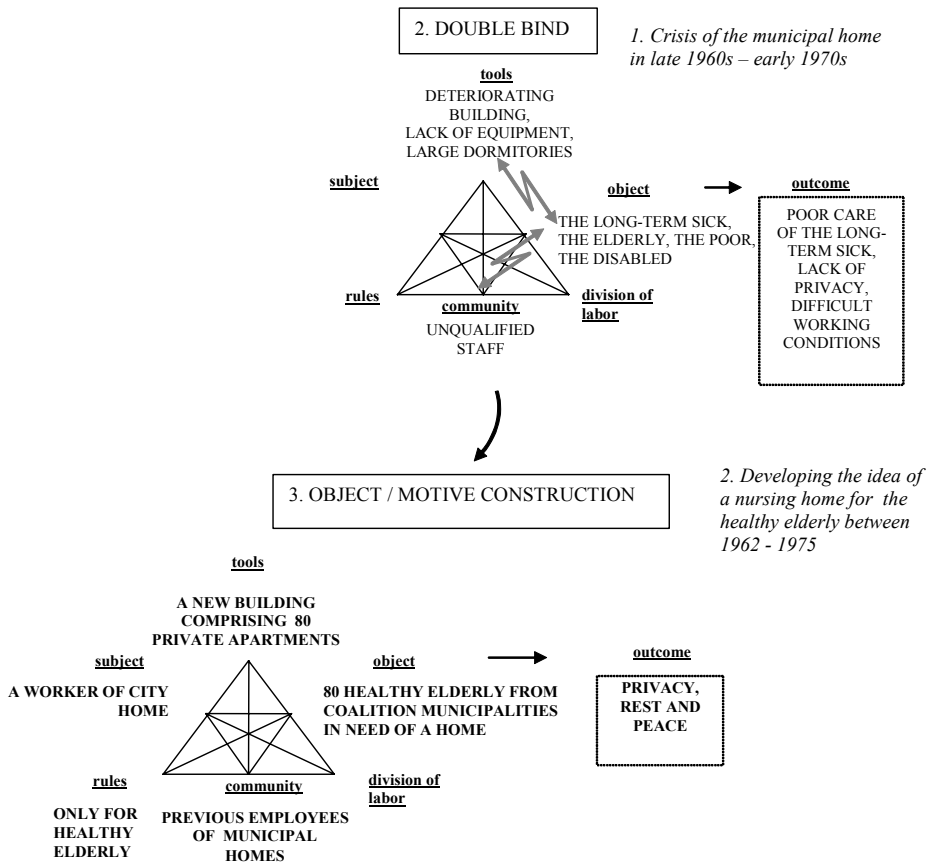 2. DOUBLE BIND
1. Crisis of the municipal home
in late 1960s – early 1970s
tools
DETERIORATING
BUILDING,
LACK OF EQUIPMENT,
LARGE DORMITORIES
subject
object
THE LONG-TERM SICK,
THE ELDERLY, THE POOR,
THE DISABLED
outcome
POOR CARE
OF THE LONG-
TERM SICK,
LACK OF
PRIVACY,
DIFFICULT
WORKING
CONDITIONS
rules
community
UNQUALIFIED
STAFF
division of
labor
3. OBJECT / MOTIVE CONSTRUCTION
2. Developing the idea of
a nursing home for the
healthy elderly between
1962 - 1975
tools
A NEW BUILDING
COMPRISING 80
PRIVATE APARTMENTS
subject
A WORKER OF CITY
HOME
object
80 HEALTHY ELDERLY FROM
COALITION MUNICIPALITIES
IN NEED OF A HOME
outcome
PRIVACY,
REST AND
PEACE
rules
ONLY FOR
HEALTHY
ELDERLY
community
PREVIOUS EMPLOYEES
OF MUNICIPAL
HOMES
division of
labor